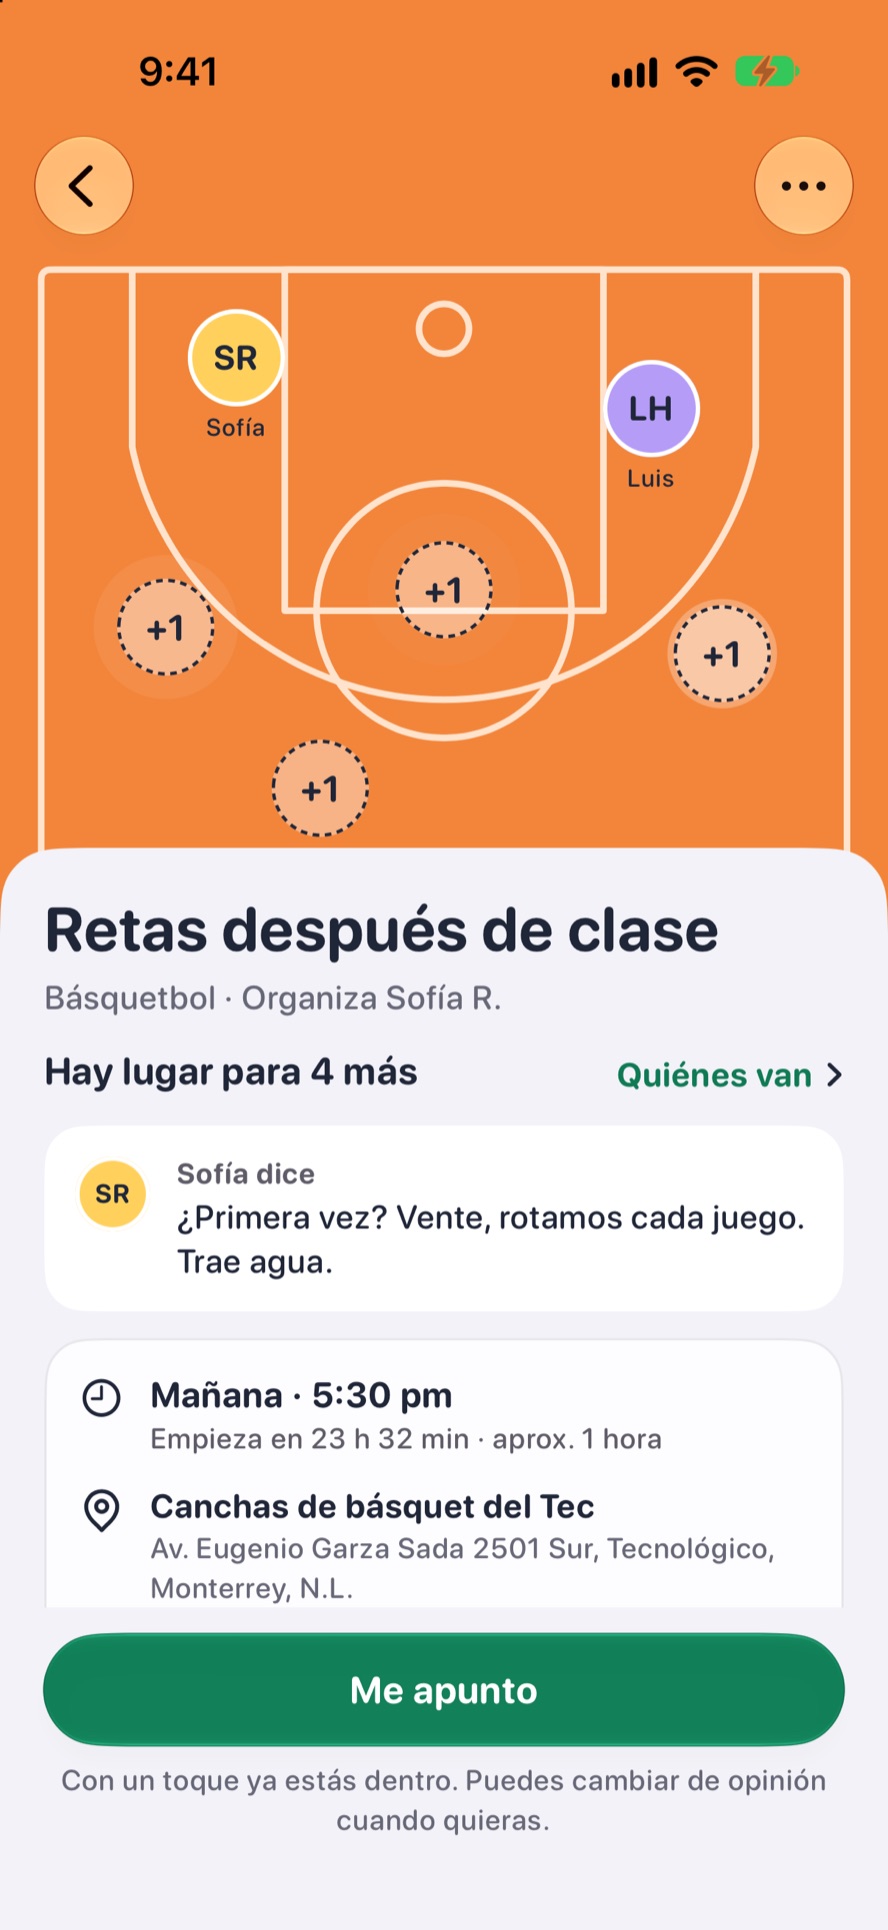 9:41
SR
Sofía
LH
Luis
+1
+1
+1
+1
Retas después de clase
Básquetbol · Organiza Sofía R.
Hay lugar para 4 más
Quiénes van
SR
Sofía dice
¿Primera vez? Vente, rotamos cada juego.
Trae agua.
Mañana · 5:30 pm
Empieza en 23 h 32 min · aprox. 1 hora
Canchas de básquet del Tec
Av. Eugenio Garza Sada 2501 Sur, Tecnológico,
Monterrey, N.L.
Me apunto
Con un toque ya estás dentro. Puedes cambiar de opinión
cuando quieras.